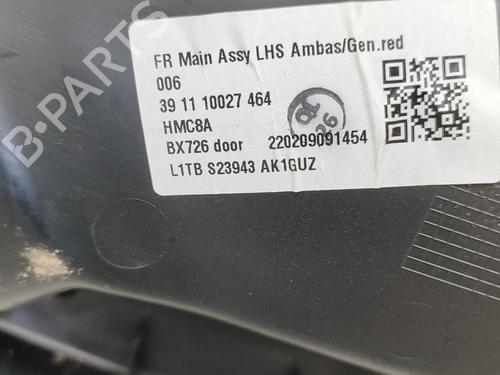 B-PARTS
FR Main Assy LHS Ambas/Gen.red
006
39 11 10027 464
HMC8A
BX726 door 220209091454
L1TB S23943 AK1GUZ